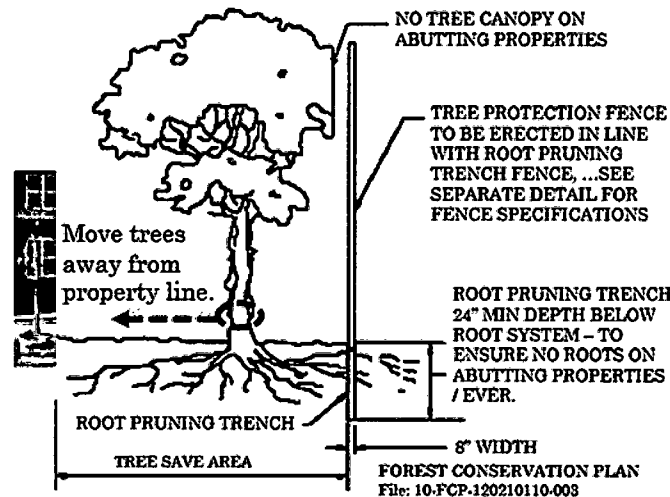 NO TREE CANOPY ON
ABUTTING PROPERTIES
TREE PROTECTION FENCE
TO BE ERECTED IN LINE
WITH ROOT PRUNING
TRENCH FENCE, ...SEE
SEPARATE DETAIL FOR
FENCE SPECIFICATIONS
Move trees
away from
property line.
ROOT PRUNING TRENCH
24" MIN DEPTH BELOW
ROOT SYSTEM – TO
ENSURE NO ROOTS ON
ABUTTING PROPERTIES
/ EVER.
ROOT PRUNING TRENCH
8" WIDTH
TREE SAVE AREA
FOREST CONSERVATION PLAN
File: 10-FCP-120210110-003